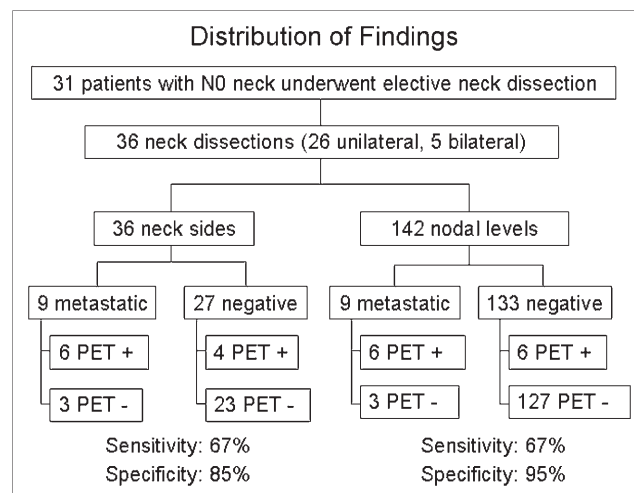 Distribution of Findings
31 patients with N0 neck underwent elective neck dissection
36 neck dissections (26 unilateral, 5 bilateral)
36 neck sides
142 nodal levels
9 metastatic
27 negative
9 metastatic
133 negative
6 PET +
4 PET +
6 PET +
6 PET +
3 PET -
23 PET -
3 PET -
127 PET -
Sensitivity: 67%
Specificity: 85%
Sensitivity: 67%
Specificity: 95%